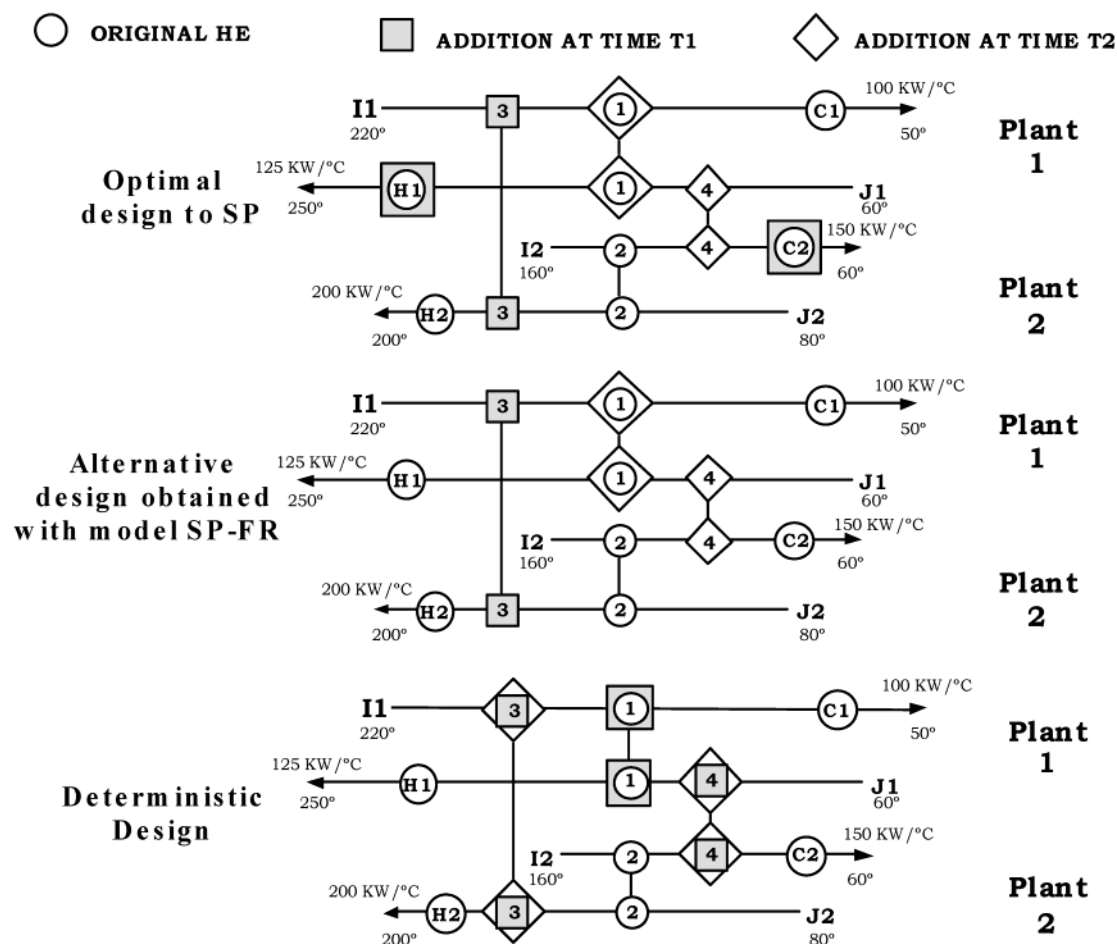 ORIGINAL HE
ADDITION AT TIME T1
ADDITION AT TIME T2
Optimal
design to SP
I1
220°
3
1
C1
100 KW/°C
50°
Plant
1
125 KW/°C
250°
H1
1
4
J1
60°
I2
160°
2
4
C2
150 KW/°C
60°
200 KW/°C
200°
H2
3
2
J2
80°
Plant
2
Alternative
design obtained
with model SP-FR
I1
220°
3
1
C1
100 KW/°C
50°
Plant
1
125 KW/°C
250°
H1
1
4
J1
60°
I2
160°
2
4
C2
150 KW/°C
60°
200 KW/°C
200°
H2
3
2
J2
80°
Plant
2
Deterministic
Design
I1
220°
3
1
C1
100 KW/°C
50°
Plant
1
125 KW/°C
250°
H1
1
4
J1
60°
I2
160°
2
4
C2
150 KW/°C
60°
200 KW/°C
200°
H2
3
2
J2
80°
Plant
2